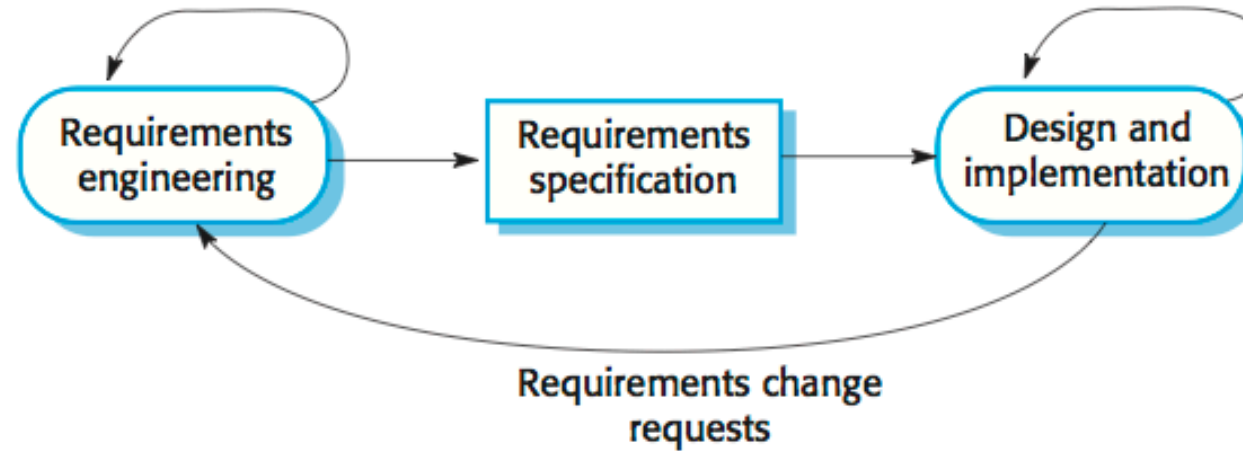 Requirements
engineering
Requirements
specification
Design and
implementation
Requirements change
requests